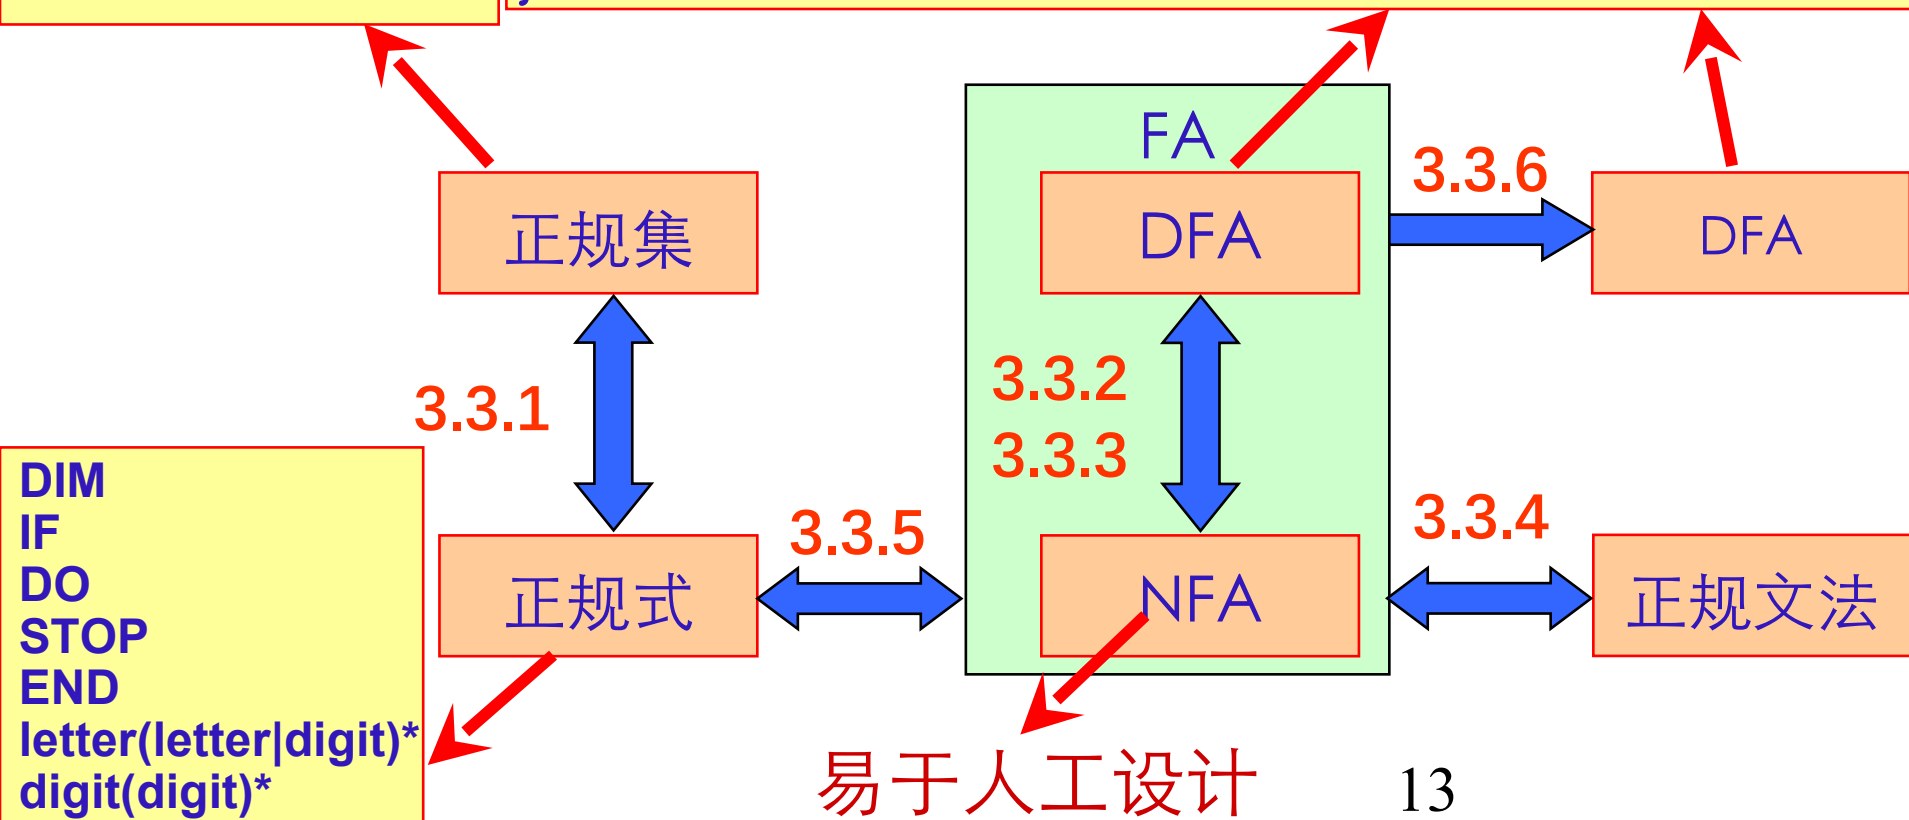 FA
3.3.6
正规集
DFA
DFA
3.3.2
3.3.1
3.3.3
DIM
IF
DO
STOP
END
letter(letter|digit)*
digit(digit)*
3.3.5
3.3.4
正规式
NFA
正规文法
易于人工设计
13